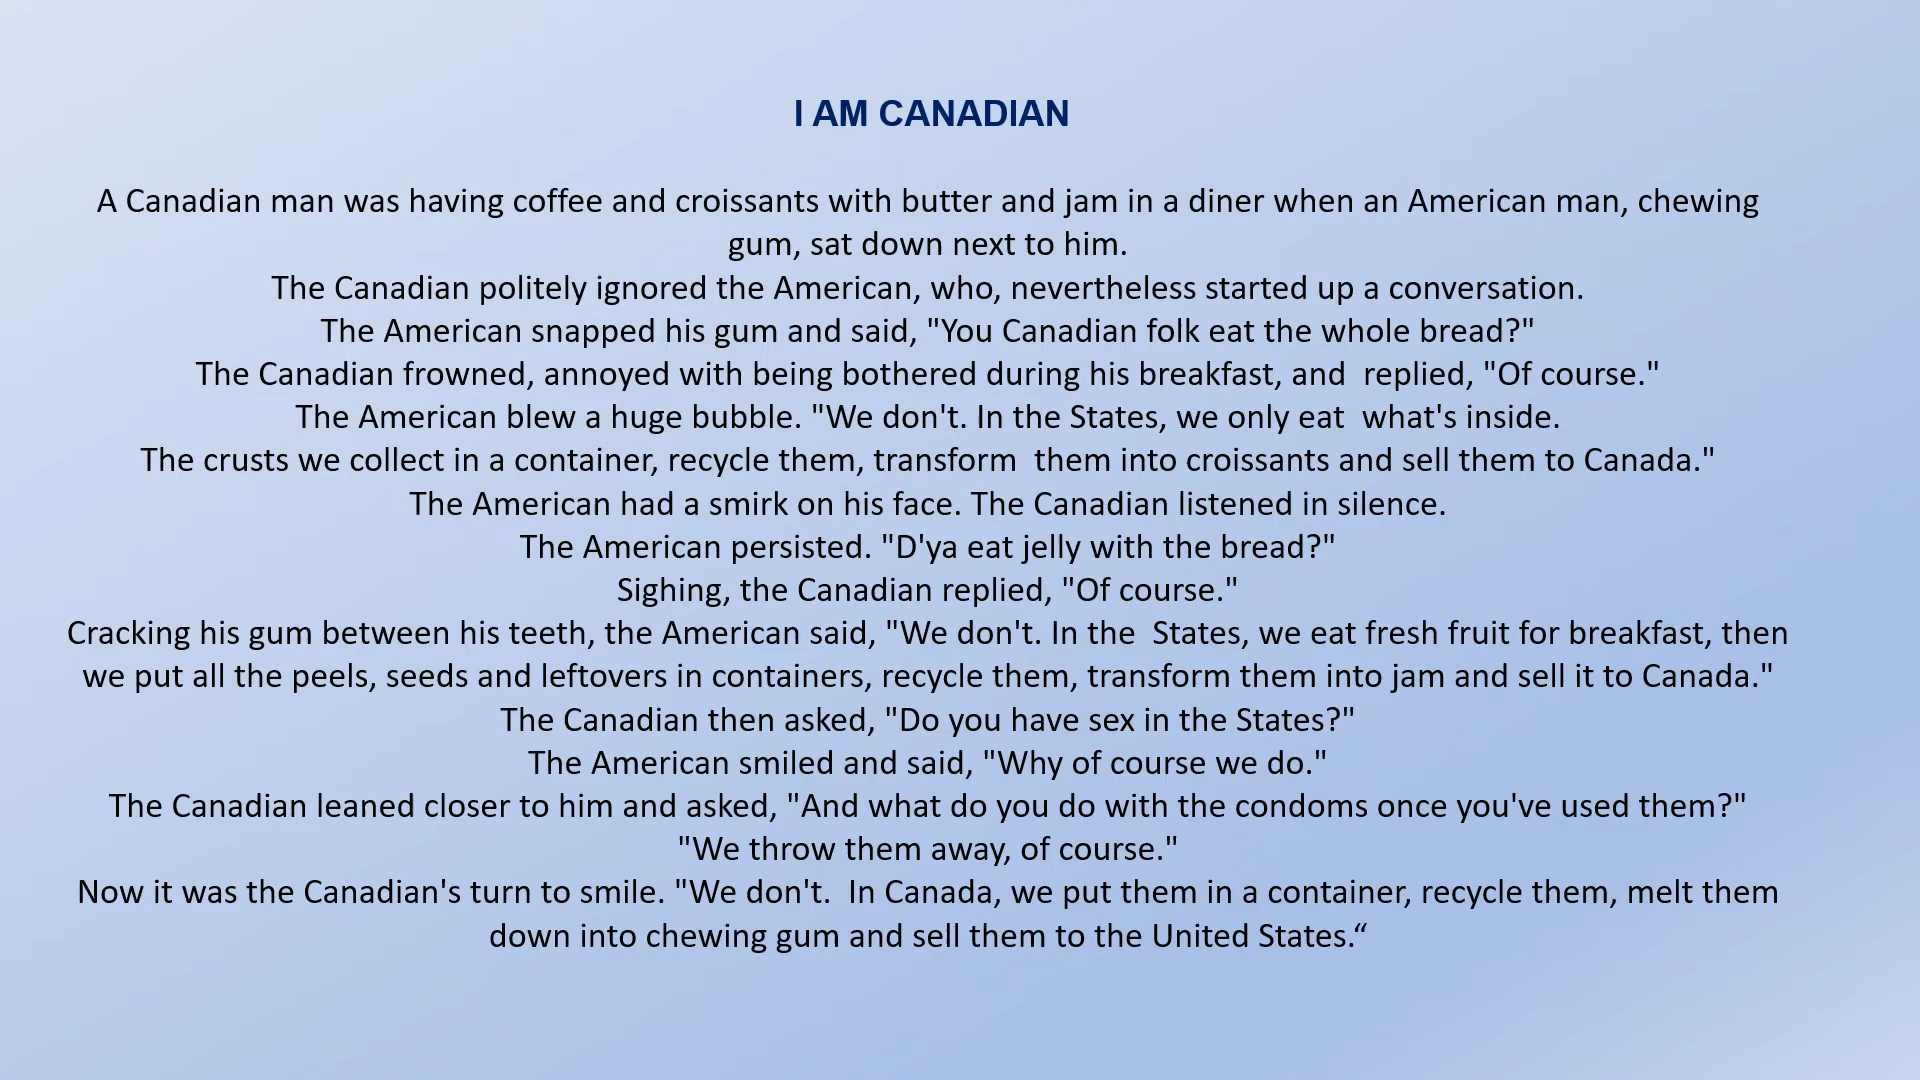 I AM CANADIAN
A Canadian man was having coffee and croissants with butter and jam in a diner when an American man, chewing
gum, sat down next to him.
The Canadian politely ignored the American, who, nevertheless started up a conversation.
The American snapped his gum and said, "You Canadian folk eat the whole bread?"
The Canadian frowned, annoyed with being bothered during his breakfast, and  replied, "Of course."
The American blew a huge bubble. "We don't. In the States, we only eat  what's inside.
The crusts we collect in a container, recycle them, transform  them into croissants and sell them to Canada."
The American had a smirk on his face. The Canadian listened in silence.
The American persisted. "D'ya eat jelly with the bread?"
Sighing, the Canadian replied, "Of course."
Cracking his gum between his teeth, the American said, "We don't. In the  States, we eat fresh fruit for breakfast, then
we put all the peels, seeds and leftovers in containers, recycle them, transform them into jam and sell it to Canada."
The Canadian then asked, "Do you have sex in the States?"
The American smiled and said, "Why of course we do."
The Canadian leaned closer to him and asked, "And what do you do with the condoms once you've used them?"
"We throw them away, of course."
Now it was the Canadian's turn to smile. "We don't.  In Canada, we put them in a container, recycle them, melt them
down into chewing gum and sell them to the United States.“